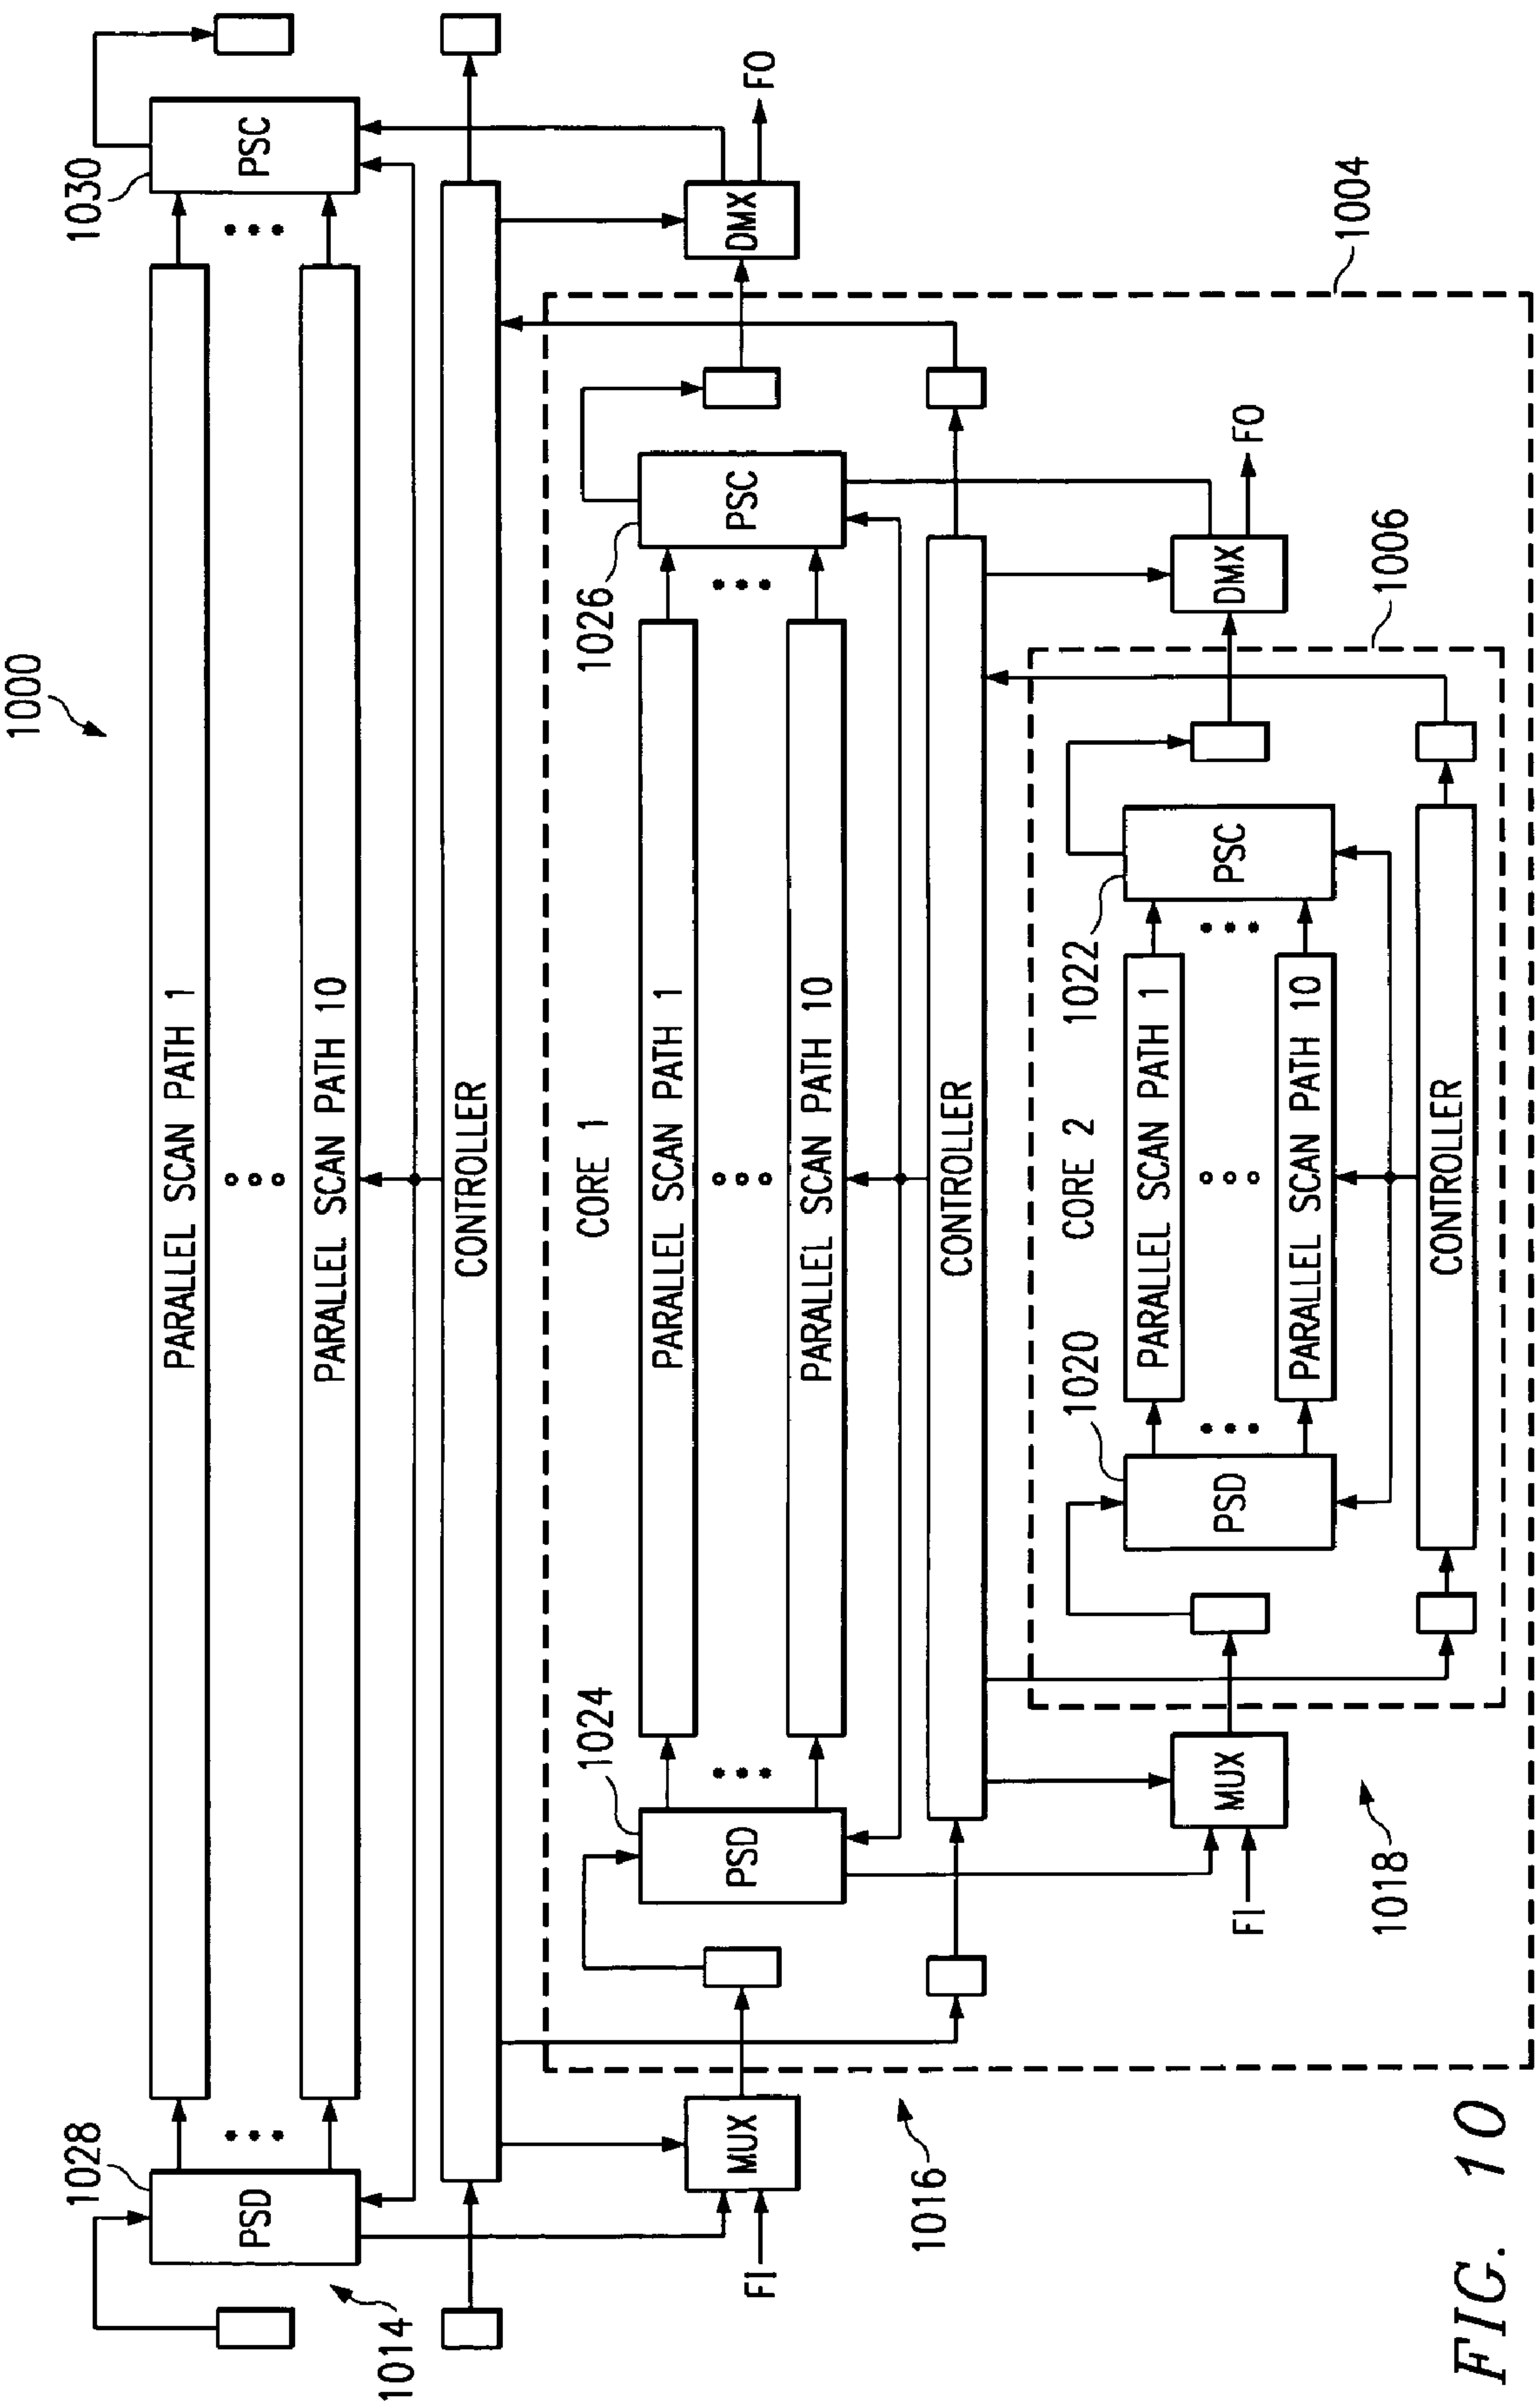 1000
1028
1030
PSD
PARALLEL SCAN PATH 1
PARALLEL SCAN PATH 10
PSC
1014
CONTROLLER
MUX
FI
DMX
FO
1016
CORE 1
1024
1026
PSD
PARALLEL SCAN PATH 1
PARALLEL SCAN PATH 10
PSC
CONTROLLER
MUX
FI
DMX
FO
1018
CORE 2
1020
1022
PSD
PARALLEL SCAN PATH 1
PARALLEL SCAN PATH 10
PSC
CONTROLLER
1006
1004
FIG. 10